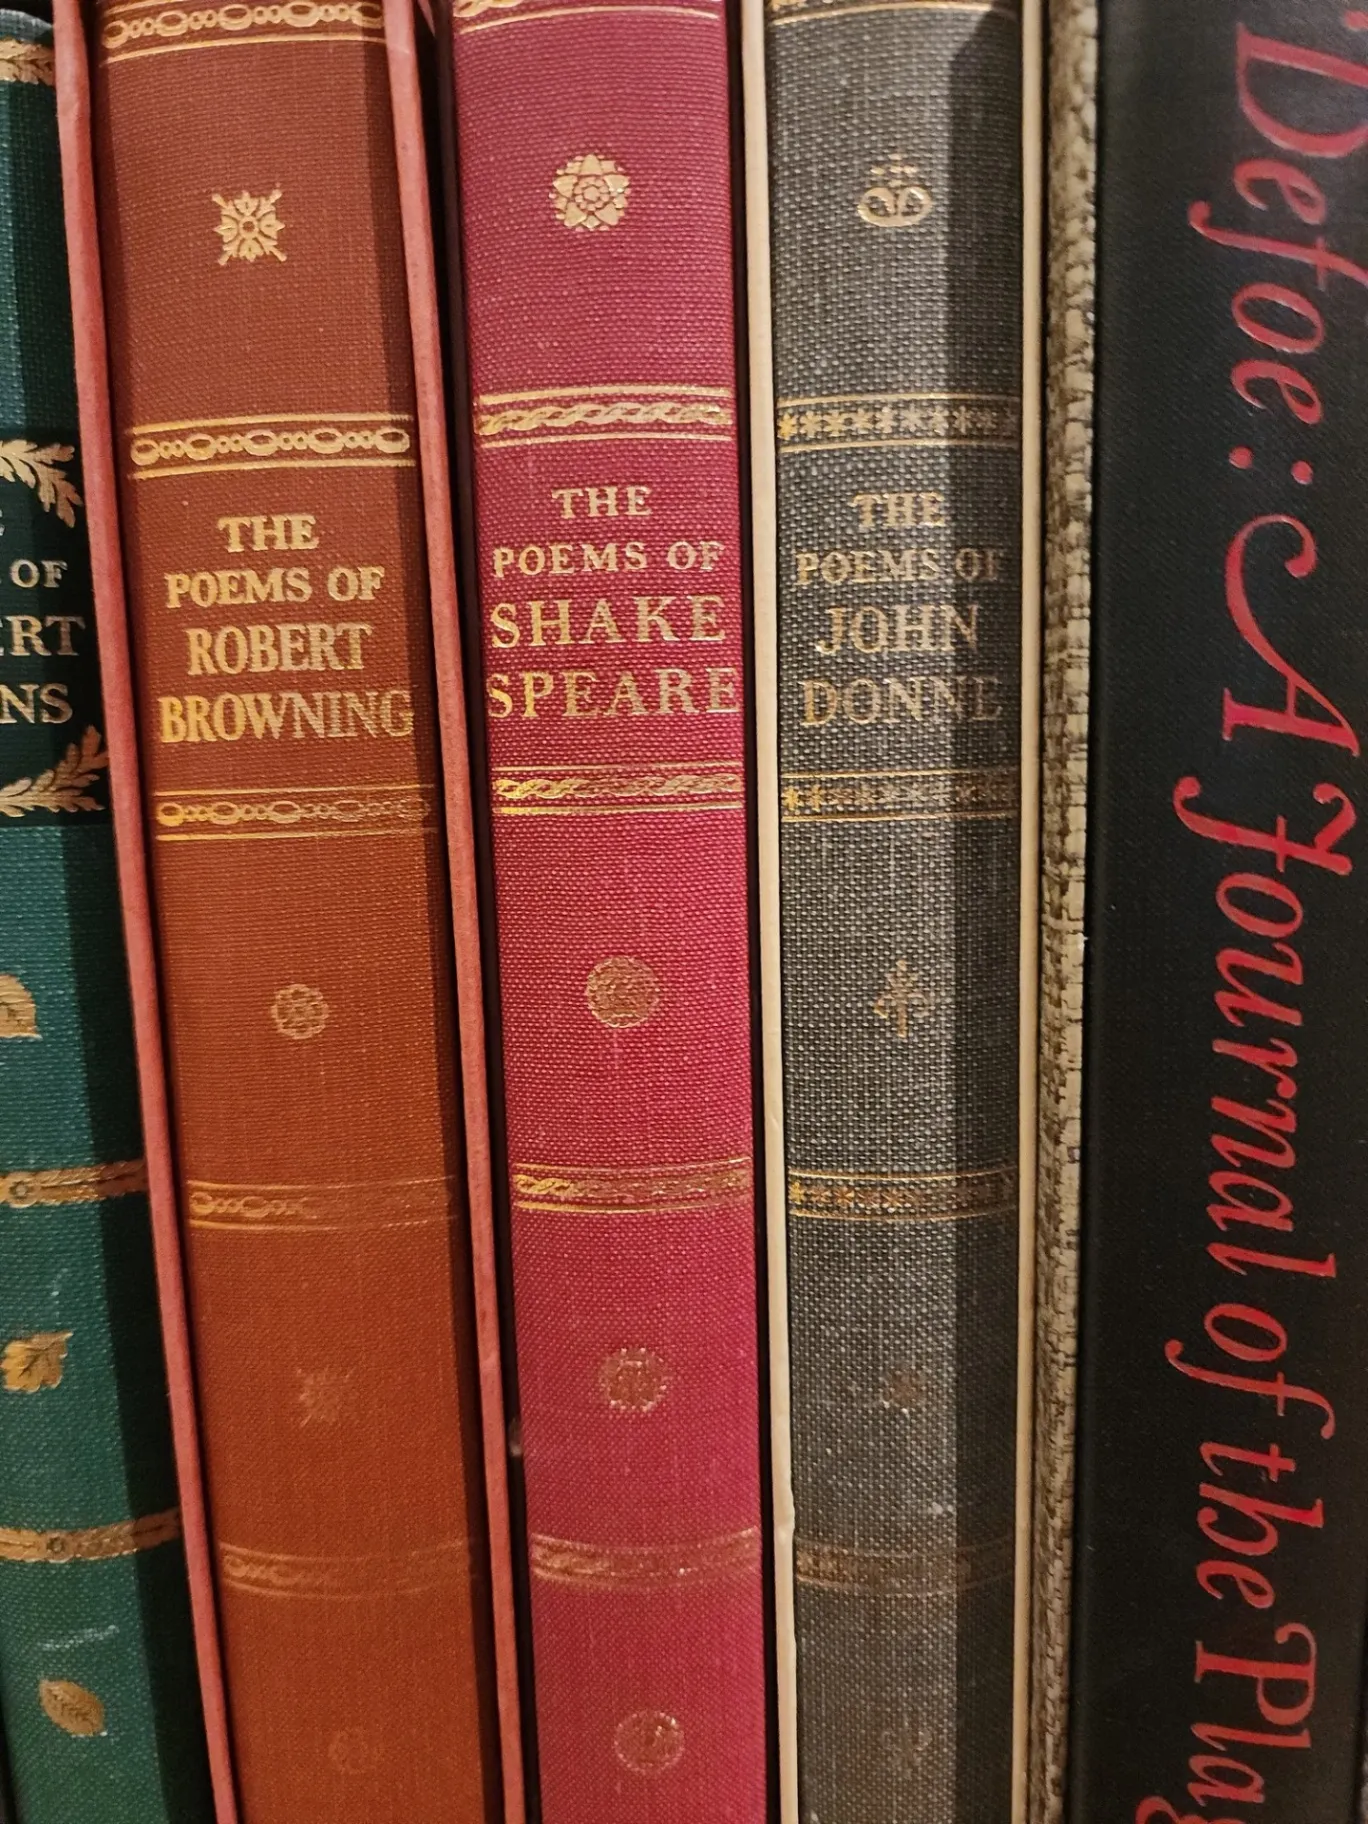 OF
ERT
NS
THE
POEMS OF
ROBERT
BROWNING
THE
POEMS OF
SHAKE
SPEARE
THE
POEMS OF
JOHN
DONNE
Defoe: A Journal of the Plag